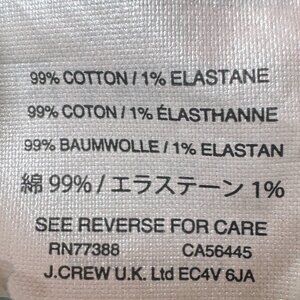 99% COTTON / 1% ELASTANE
99% COTON / 1% ÉLASTHANNE
99% BAUMWOLLE / 1% ELASTAN
綿 99% / エラステーン 1%
SEE REVERSE FOR CARE
RN77388 CA56445
J.CREW U.K. Ltd EC4V 6JA